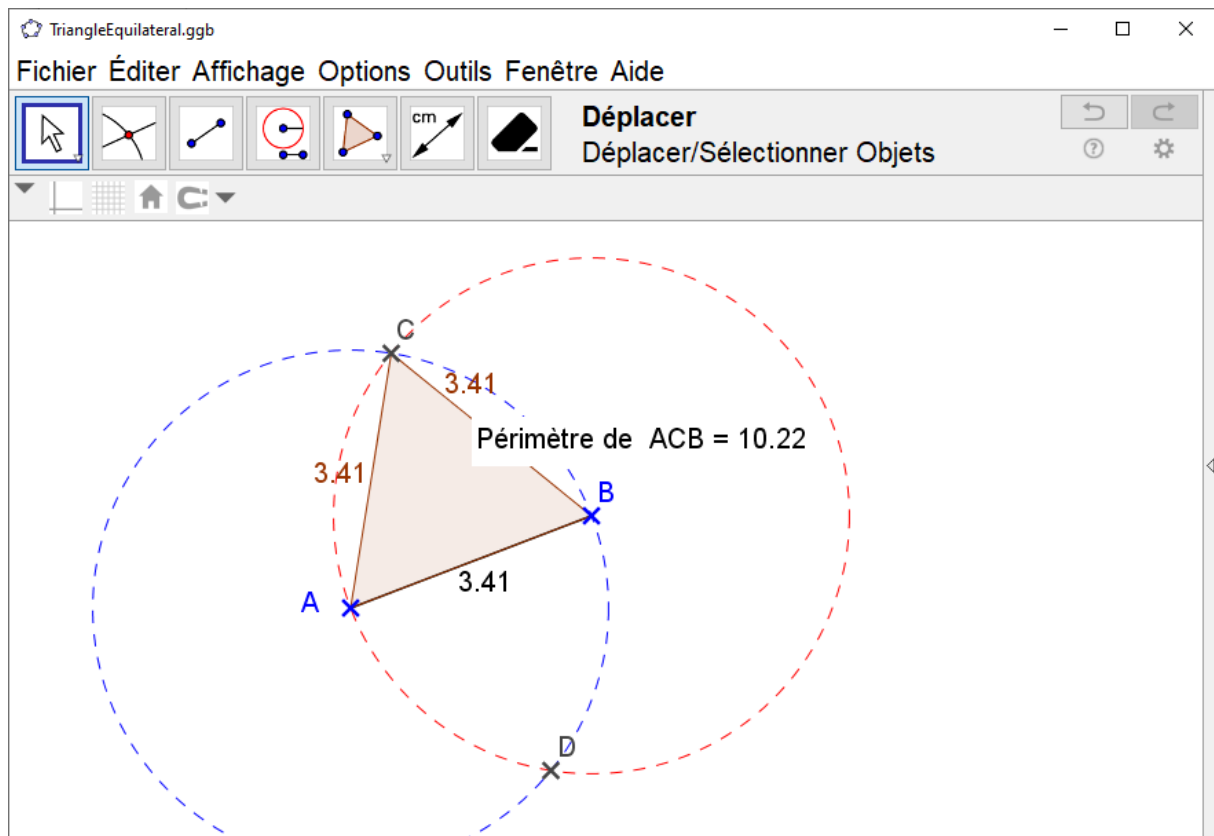 TriangleEquilateral.ggb
Fichier Éditer Affichage Options Outils Fenêtre Aide
cm
Déplacer
Déplacer/Sélectionner Objets
C
3.41
Périmètre de ACB = 10.22
3.41
B
3.41
A
D